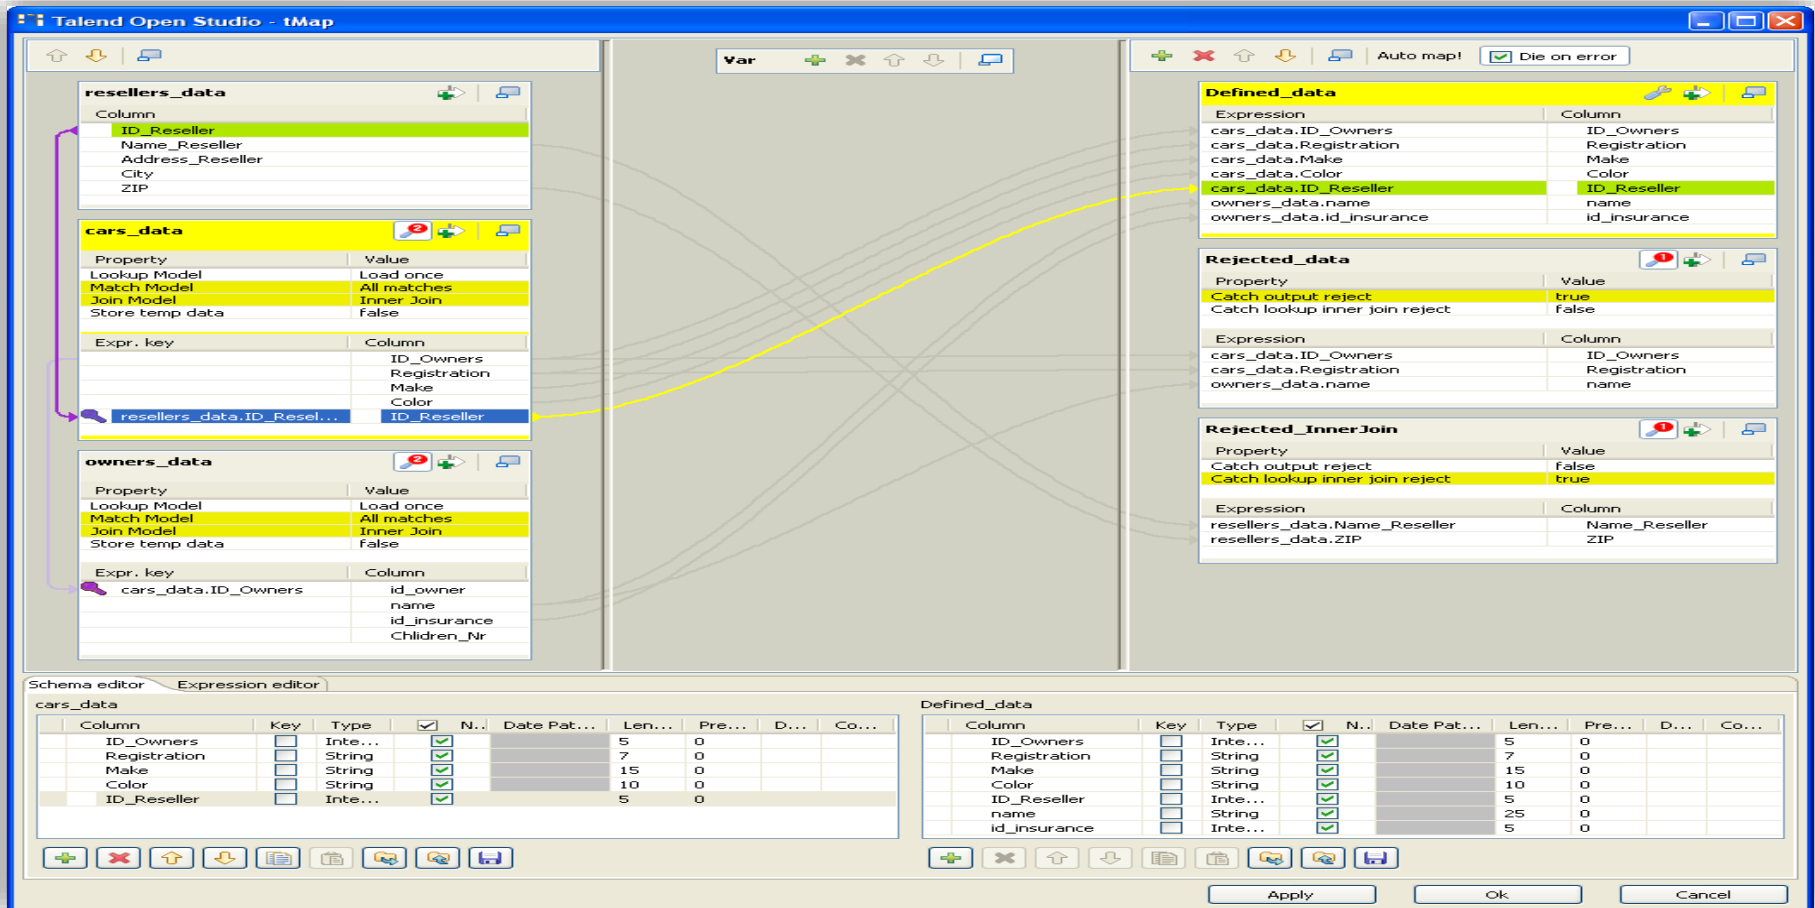 Talend Open Studio - tMap
Var
Auto map!
Die on error
resellers_data
Column
ID_Reseller
Name_Reseller
Address_Reseller
City
ZIP
cars_data
2
Property Value
Lookup Model Load once
Match Model All matches
Join Model Inner Join
Store temp data false
Expr. key Column
ID_Owners
Registration
Make
Color
resellers_data.ID_Resel... ID_Reseller
owners_data
2
Property Value
Lookup Model Load once
Match Model All matches
Join Model Inner Join
Store temp data false
Expr. key Column
cars_data.ID_Owners id_owner
name
id_insurance
Chlidren_Nr
Defined_data
Expression Column
cars_data.ID_Owners ID_Owners
cars_data.Registration Registration
cars_data.Make Make
cars_data.Color Color
cars_data.ID_Reseller ID_Reseller
owners_data.name name
owners_data.id_insurance id_insurance
Rejected_data
1
Property Value
Catch output reject true
Catch lookup inner join reject false
Expression Column
cars_data.ID_Owners ID_Owners
cars_data.Registration Registration
owners_data.name name
Rejected_InnerJoin
1
Property Value
Catch output reject false
Catch lookup inner join reject true
Expression Column
resellers_data.Name_Reseller Name_Reseller
resellers_data.ZIP ZIP
Schema editor Expression editor
cars_data
Column Key Type N.. Date Pat... Len... Pre... D... Co...
ID_Owners Inte... 5 0
Registration String 7 0
Make String 15 0
Color String 10 0
ID_Reseller Inte... 5 0
Defined_data
Column Key Type N.. Date Pat... Len... Pre... D... Co...
ID_Owners Inte... 5 0
Registration String 7 0
Make String 15 0
Color String 10 0
ID_Reseller Inte... 5 0
name String 25 0
id_insurance Inte... 5 0
Apply Ok Cancel